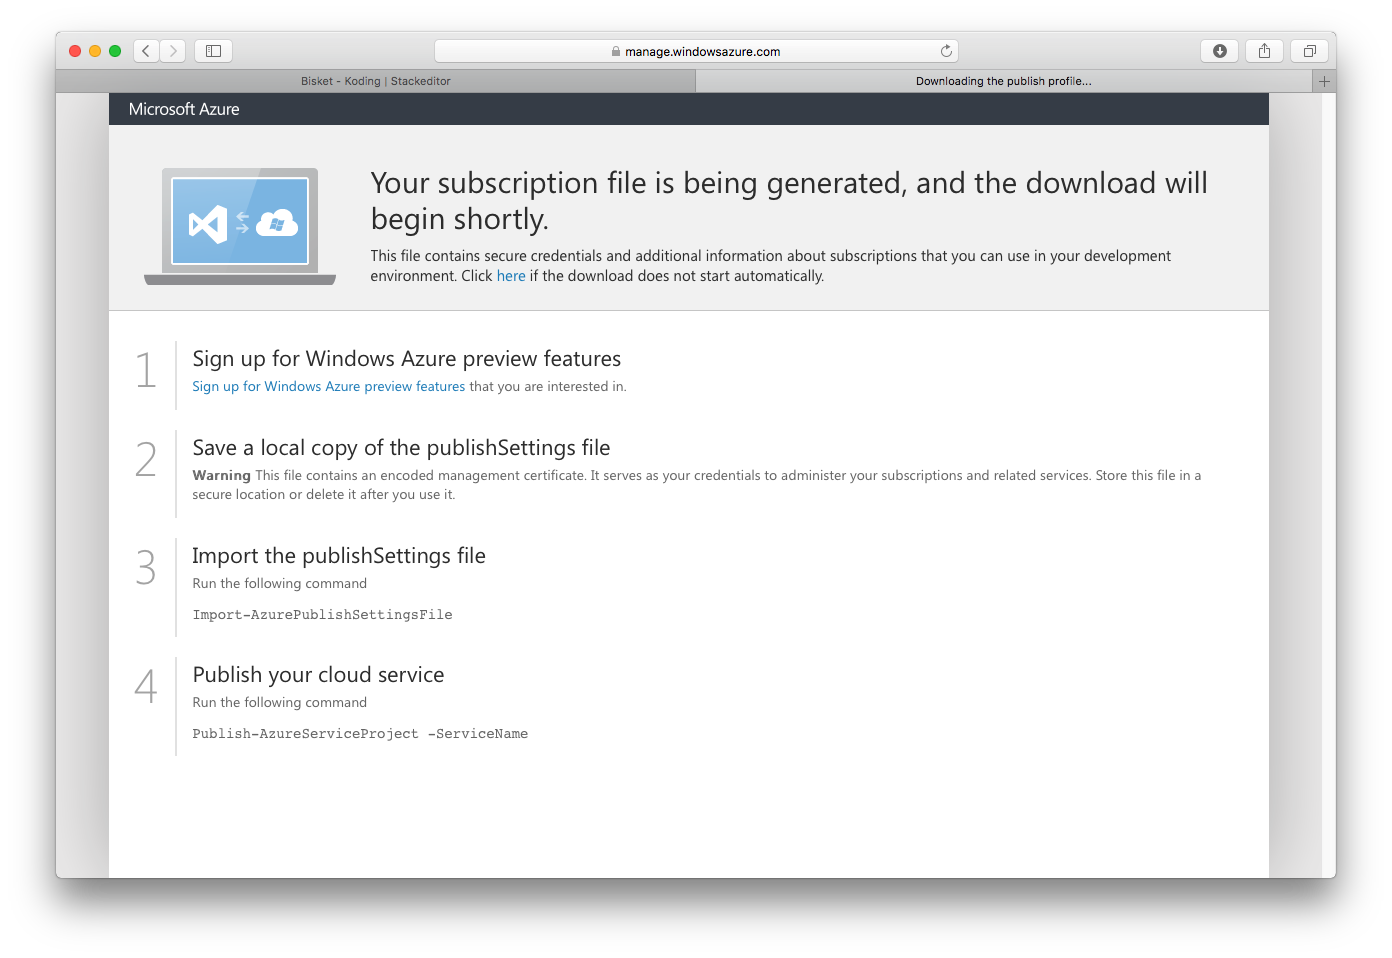 manage.windowsazure.com
Bisket - Koding | Stackeditor
Downloading the publish profile...
Microsoft Azure
Your subscription file is being generated, and the download will
begin shortly.
This file contains secure credentials and additional information about subscriptions that you can use in your development
environment. Click here if the download does not start automatically.
1
Sign up for Windows Azure preview features
Sign up for Windows Azure preview features that you are interested in.
2
Save a local copy of the publishSettings file
Warning This file contains an encoded management certificate. It serves as your credentials to administer your subscriptions and related services. Store this file in a
secure location or delete it after you use it.
3
Import the publishSettings file
Run the following command
Import-AzurePublishSettingsFile
4
Publish your cloud service
Run the following command
Publish-AzureServiceProject -ServiceName